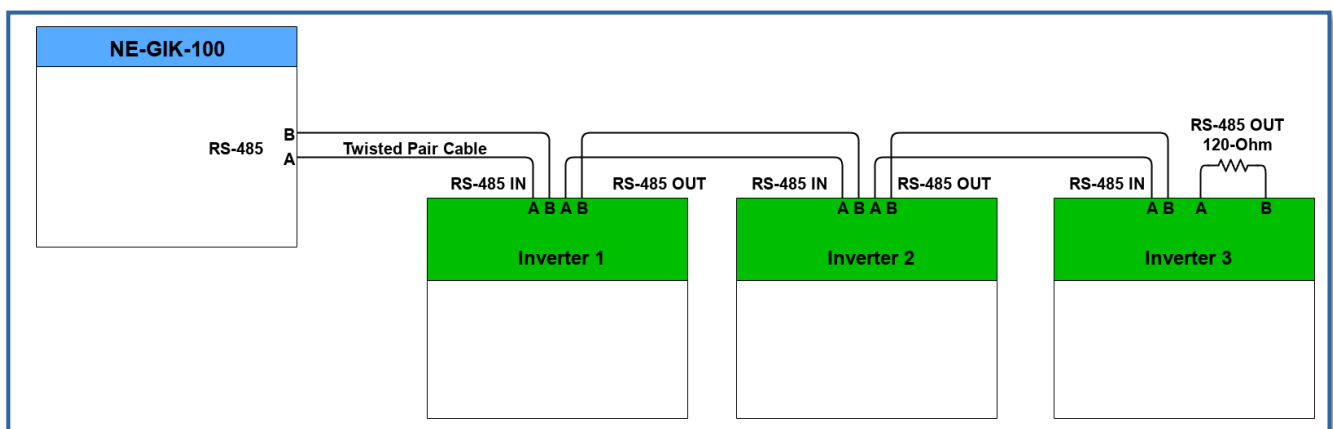 NE-GIK-100
RS-485
B
A
Twisted Pair Cable
RS-485 IN
RS-485 OUT
A B A B
Inverter 1
RS-485 IN
RS-485 OUT
A B A B
Inverter 2
RS-485 OUT
120-Ohm
RS-485 IN
A B A B
Inverter 3